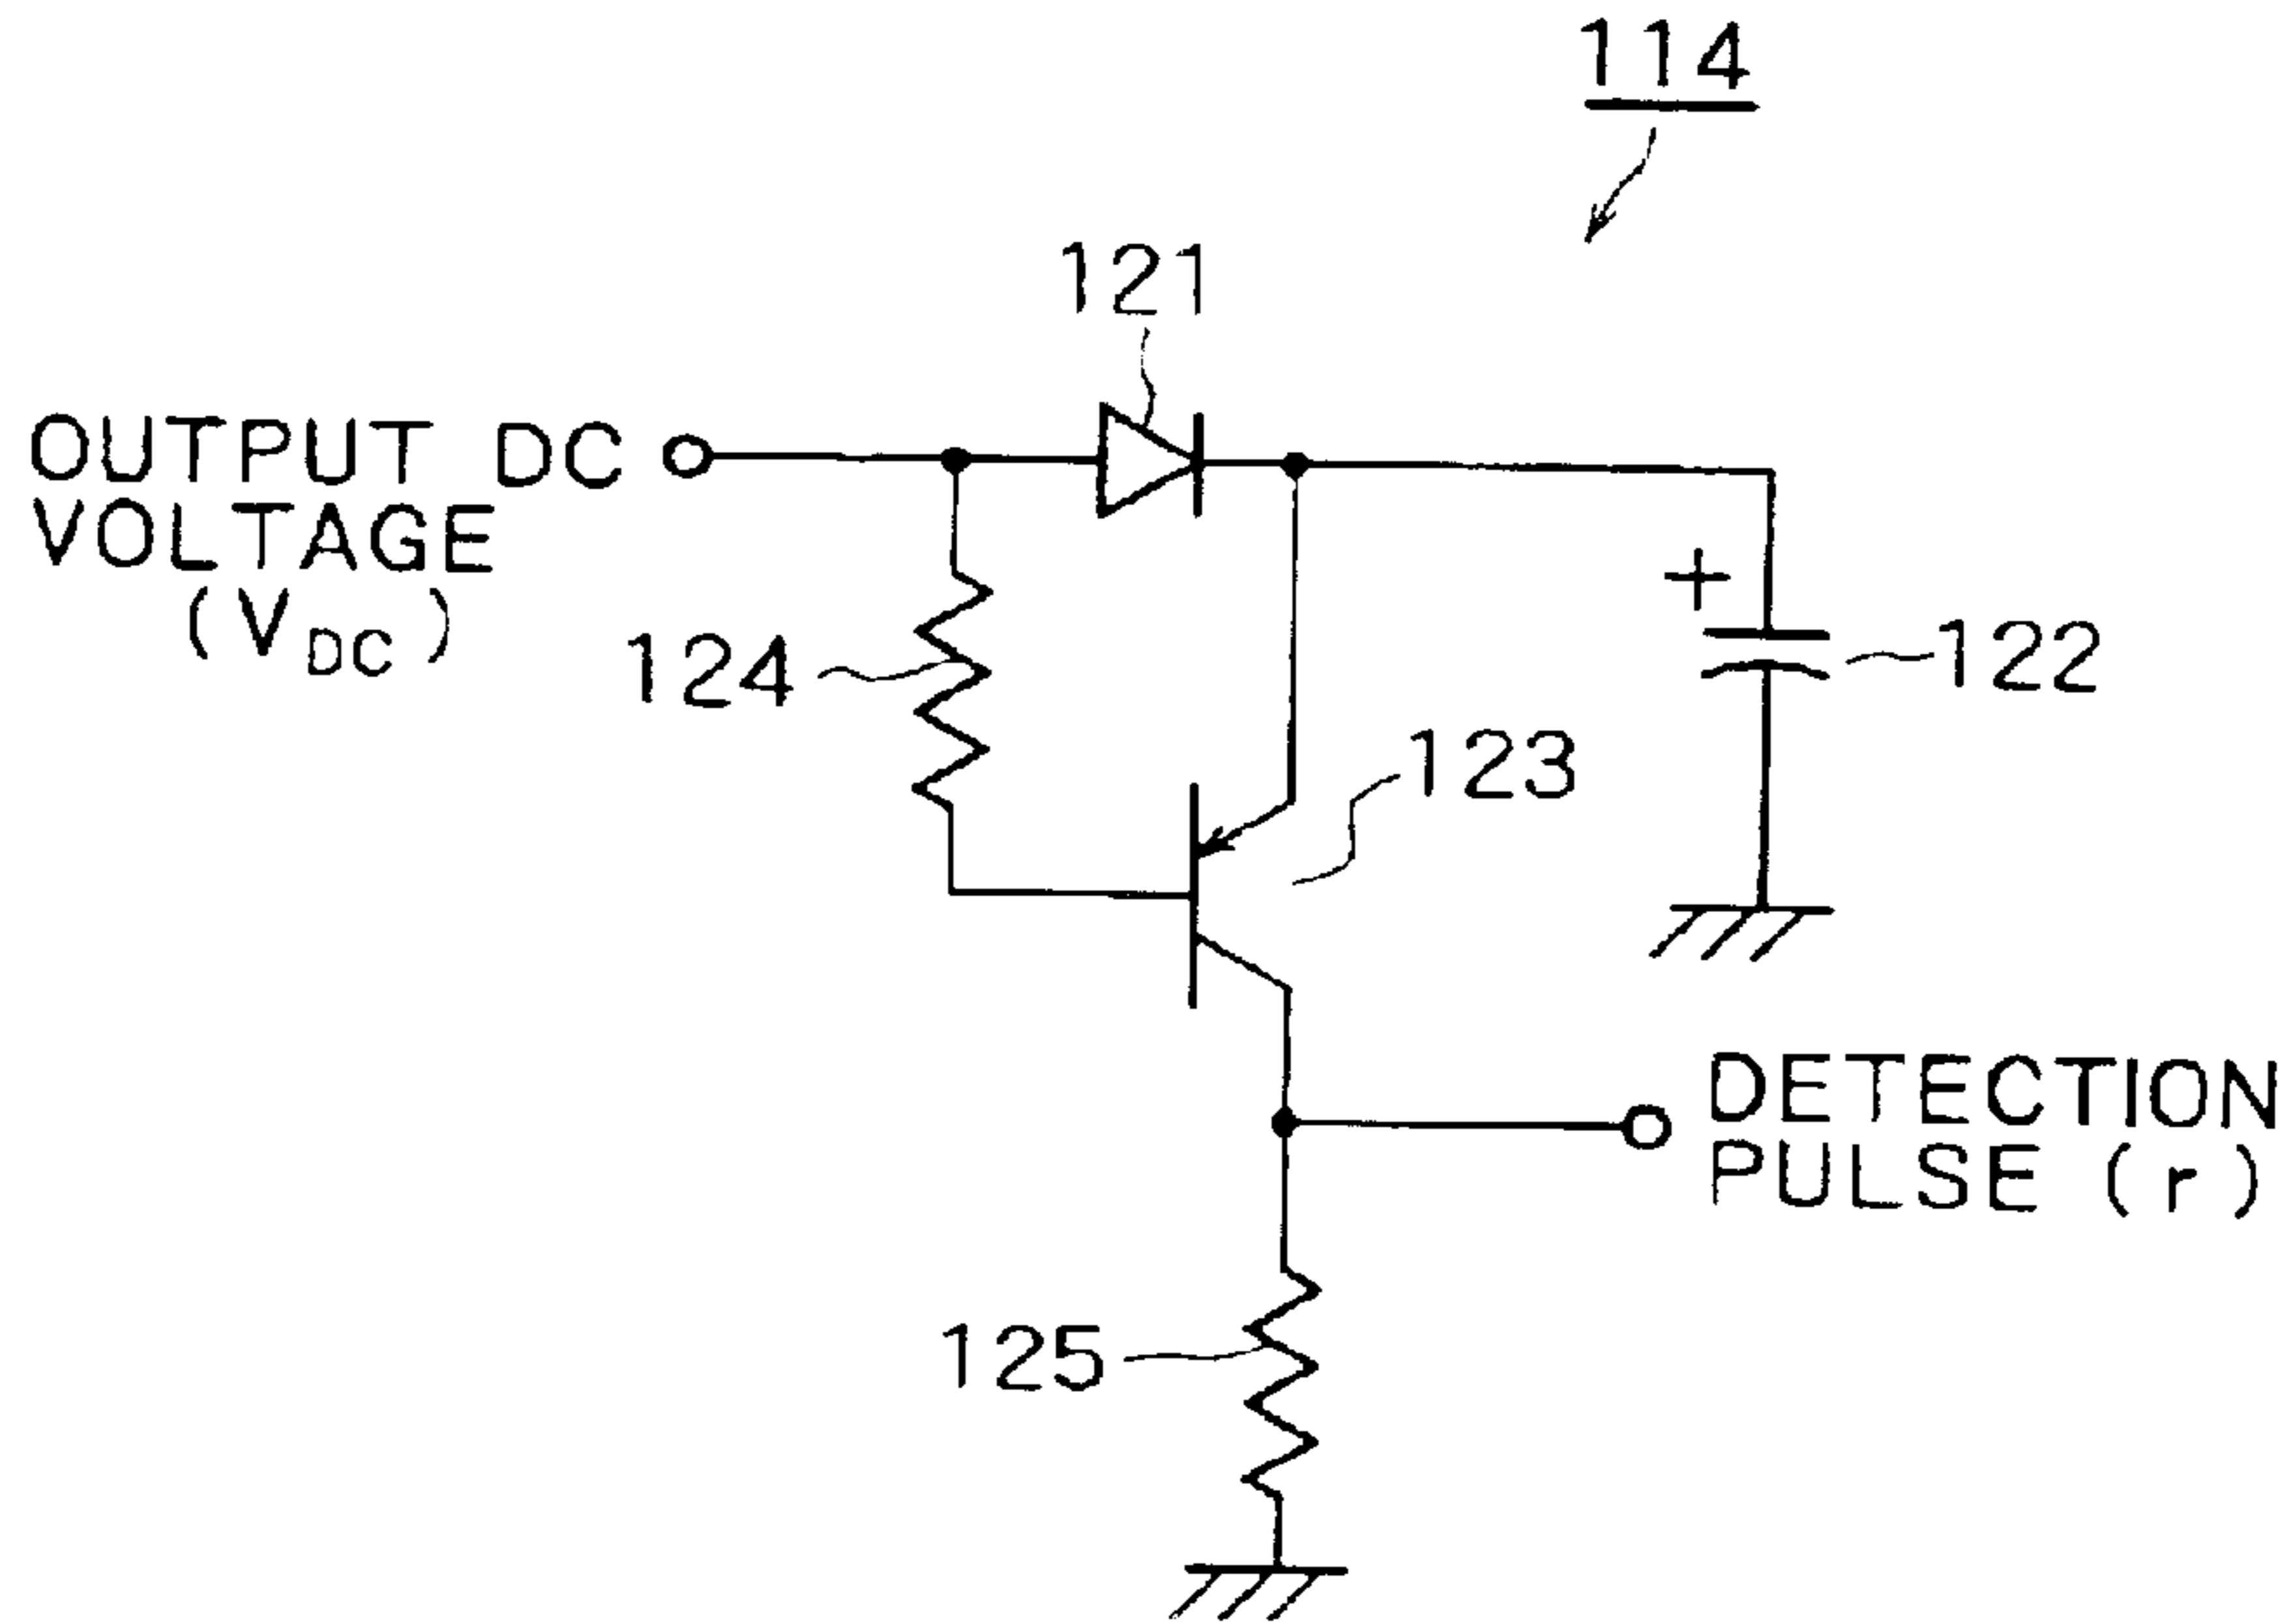 114
121
OUTPUT DC
VOLTAGE
(VDC)
124
+
122
123
DETECTION
PULSE (r)
125